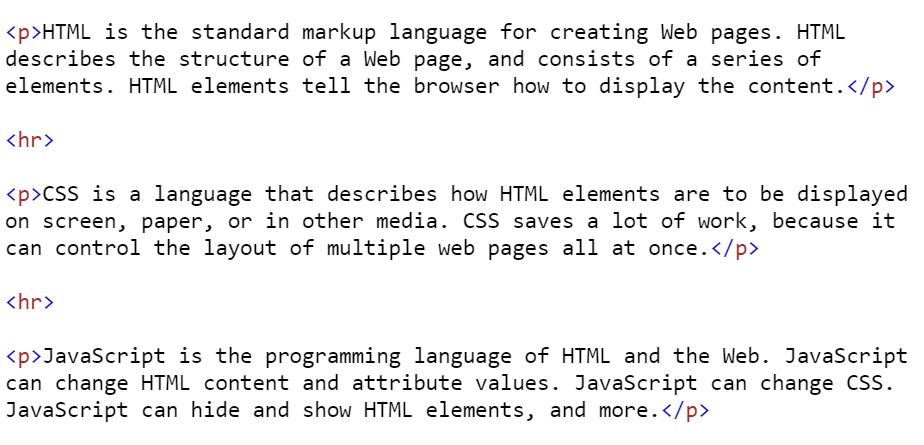 <p>HTML is the standard markup language for creating Web pages. HTML
describes the structure of a Web page, and consists of a series of
elements. HTML elements tell the browser how to display the content.</p>
<hr>
<p>CSS is a language that describes how HTML elements are to be displayed
on screen, paper, or in other media. CSS saves a lot of work, because it
can control the layout of multiple web pages all at once.</p>
<hr>
<p>JavaScript is the programming language of HTML and the Web. JavaScript
can change HTML content and attribute values. JavaScript can change CSS.
JavaScript can hide and show HTML elements, and more.</p>